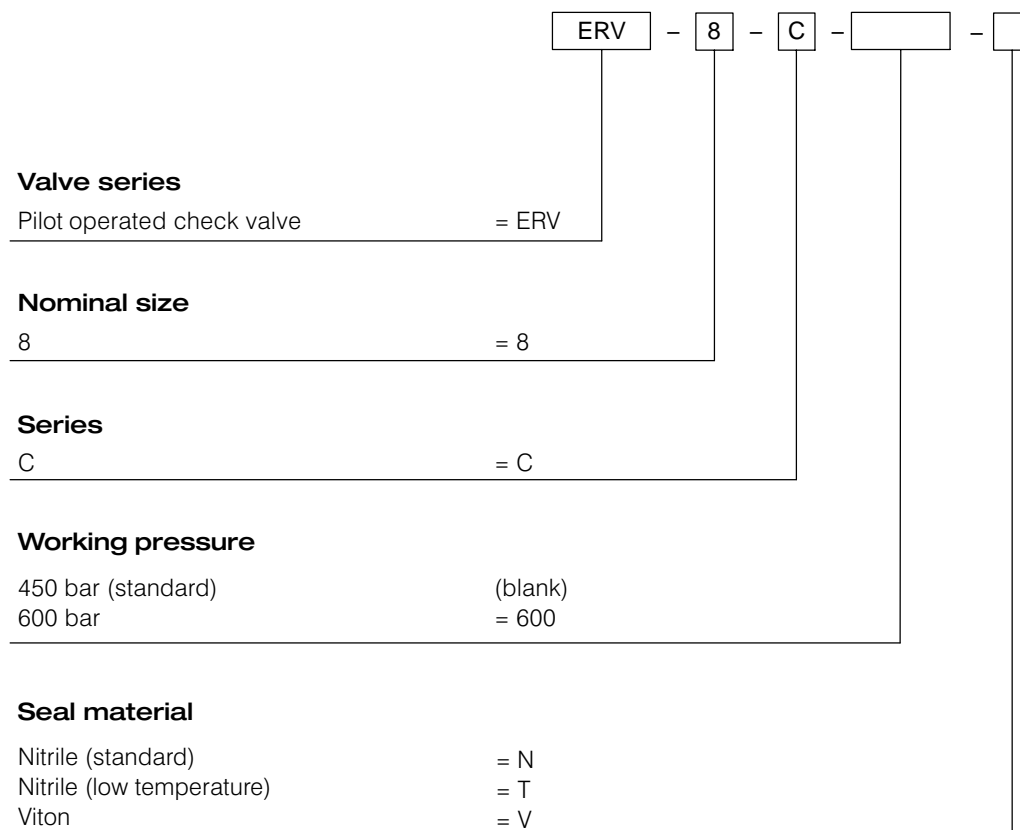 ERV – 8 – C – –
Valve series
Pilot operated check valve = ERV
Nominal size
8 = 8
Series
C = C
Working pressure
450 bar (standard) (blank)
600 bar = 600
Seal material
Nitrile (standard) = N
Nitrile (low temperature) = T
Viton = V